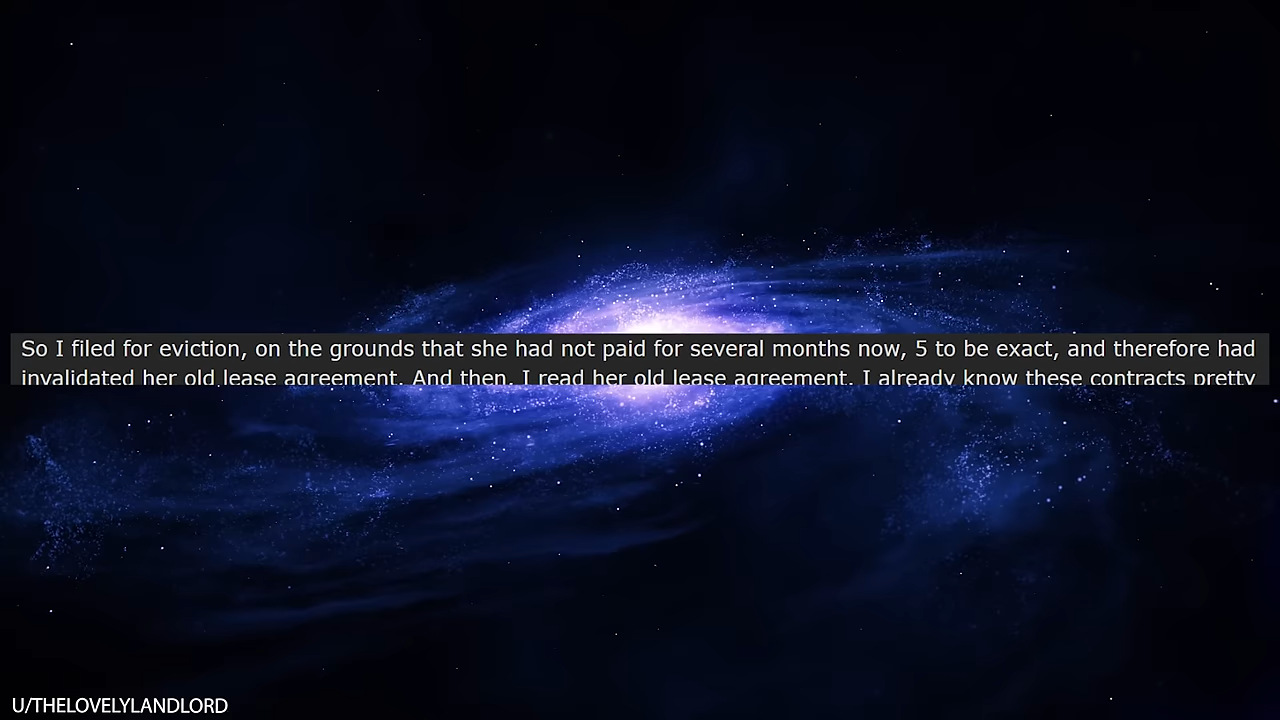 So I filed for eviction, on the grounds that she had not paid for several months now, 5 to be exact, and therefore had
invalidated her old lease agreement. And then, I read her old lease agreement. I already know these contracts pretty
U/THELOVELYLANDLORD